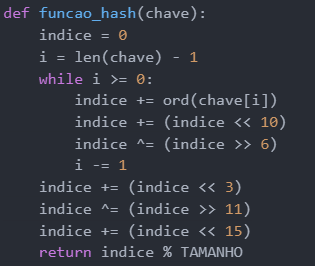 def funcao_hash(chave):
    indice = 0
    i = len(chave) - 1
    while i >= 0:
        indice += ord(chave[i])
        indice += (indice << 10)
        indice ^= (indice >> 6)
        i -= 1
    indice += (indice << 3)
    indice ^= (indice >> 11)
    indice += (indice << 15)
    return indice % TAMANHO